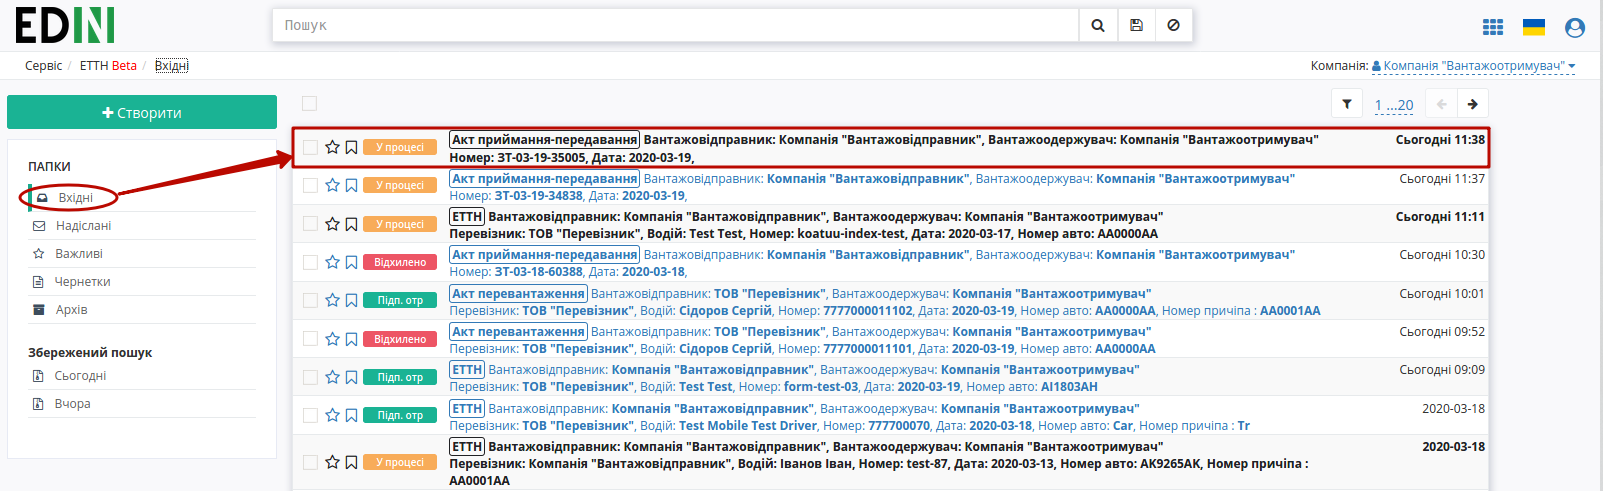 EDIN
Пошук
Сервіс / ЕТТН Beta / Вхідні
Компанія: Компанія "Вантажоотримувач"
Створити
1 ...20
ПАПКИ
Вхідні
Надіслані
Важливі
Чернетки
Архів
Збережений пошук
Сьогодні
Вчора
У процесі Акт приймання-передавання Вантажовідправник: Компанія "Вантажовідправник", Вантажоодержувач: Компанія "Вантажоотримувач" Сьогодні 11:38
Номер: ЗТ-03-19-35005, Дата: 2020-03-19,
У процесі Акт приймання-передавання Вантажовідправник: Компанія "Вантажовідправник", Вантажоодержувач: Компанія "Вантажоотримувач" Сьогодні 11:37
Номер: ЗТ-03-19-34838, Дата: 2020-03-19,
У процесі ЕТТН Вантажовідправник: Компанія "Вантажовідправник", Вантажоодержувач: Компанія "Вантажоотримувач" Сьогодні 11:11
Перевізник: ТОВ "Перевізник", Водій: Test Test, Номер: koatuu-index-test, Дата: 2020-03-17, Номер авто: АА0000АА
Відхилено Акт приймання-передавання Вантажовідправник: Компанія "Вантажовідправник", Вантажоодержувач: Компанія "Вантажоотримувач" Сьогодні 10:30
Номер: ЗТ-03-18-60388, Дата: 2020-03-18,
Підп. отр Акт перевантаження Вантажовідправник: ТОВ "Перевізник", Вантажоодержувач: Компанія "Вантажоотримувач" Сьогодні 10:01
Перевізник: ТОВ "Перевізник", Водій: Сідоров Сергій, Номер: 7777000011102, Дата: 2020-03-19, Номер авто: АА0000АА, Номер причіпа : АА0001АА
Відхилено Акт перевантаження Вантажовідправник: ТОВ "Перевізник", Вантажоодержувач: Компанія "Вантажоотримувач" Сьогодні 09:52
Перевізник: ТОВ "Перевізник", Водій: Сідоров Сергій, Номер: 7777000011101, Дата: 2020-03-19, Номер авто: АА0000АА
Підп. отр ЕТТН Вантажовідправник: Компанія "Вантажовідправник", Вантажоодержувач: Компанія "Вантажоотримувач" Сьогодні 09:09
Перевізник: ТОВ "Перевізник", Водій: Test Test, Номер: form-test-03, Дата: 2020-03-19, Номер авто: АІ1803АН
Підп. отр ЕТТН Вантажовідправник: Компанія "Вантажовідправник", Вантажоодержувач: Компанія "Вантажоотримувач" 2020-03-18
Перевізник: ТОВ "Перевізник", Водій: Test Mobile Test Driver, Номер: 777700070, Дата: 2020-03-18, Номер авто: Car, Номер причіпа : Tr
У процесі ЕТТН Вантажовідправник: Компанія "Вантажовідправник", Вантажоодержувач: Компанія "Вантажоотримувач" 2020-03-18
Перевізник: Компанія "Вантажовідправник", Водій: Іванов Іван, Номер: test-87, Дата: 2020-03-13, Номер авто: АК9265АК, Номер причіпа :
АА0001АА